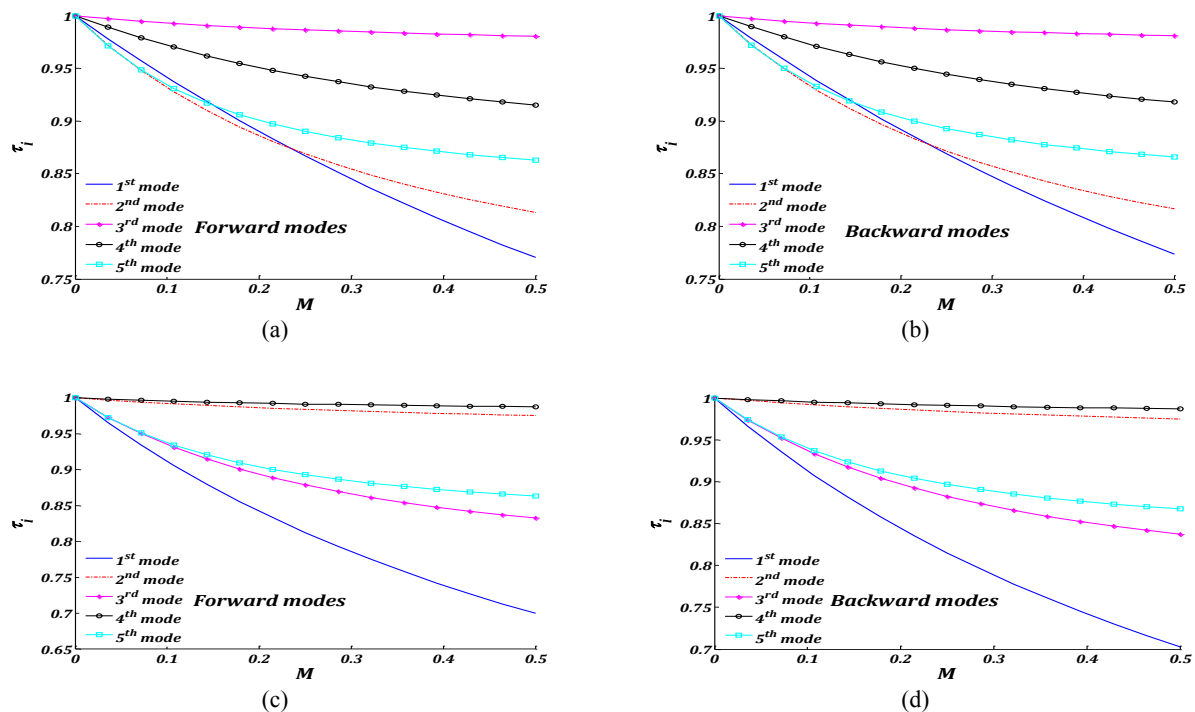 1
0.95
0.9
0.85
0.8
0.75
τi
1st mode
2nd mode
3rd mode
4th mode
5th mode
Forward modes
0 0.1 0.2 0.3 0.4 0.5
M
(a)
1
0.95
0.9
0.85
0.8
0.75
τi
1st mode
2nd mode
3rd mode
4th mode
5th mode
Backward modes
0 0.1 0.2 0.3 0.4 0.5
M
(b)
1
0.95
0.9
0.85
0.8
0.75
0.7
0.65
τi
1st mode
2nd mode
3rd mode
4th mode
5th mode
Forward modes
0 0.1 0.2 0.3 0.4 0.5
M
(c)
1
0.95
0.9
0.85
0.8
0.75
0.7
τi
1st mode
2nd mode
3rd mode
4th mode
5th mode
Backward modes
0 0.1 0.2 0.3 0.4 0.5
M
(d)